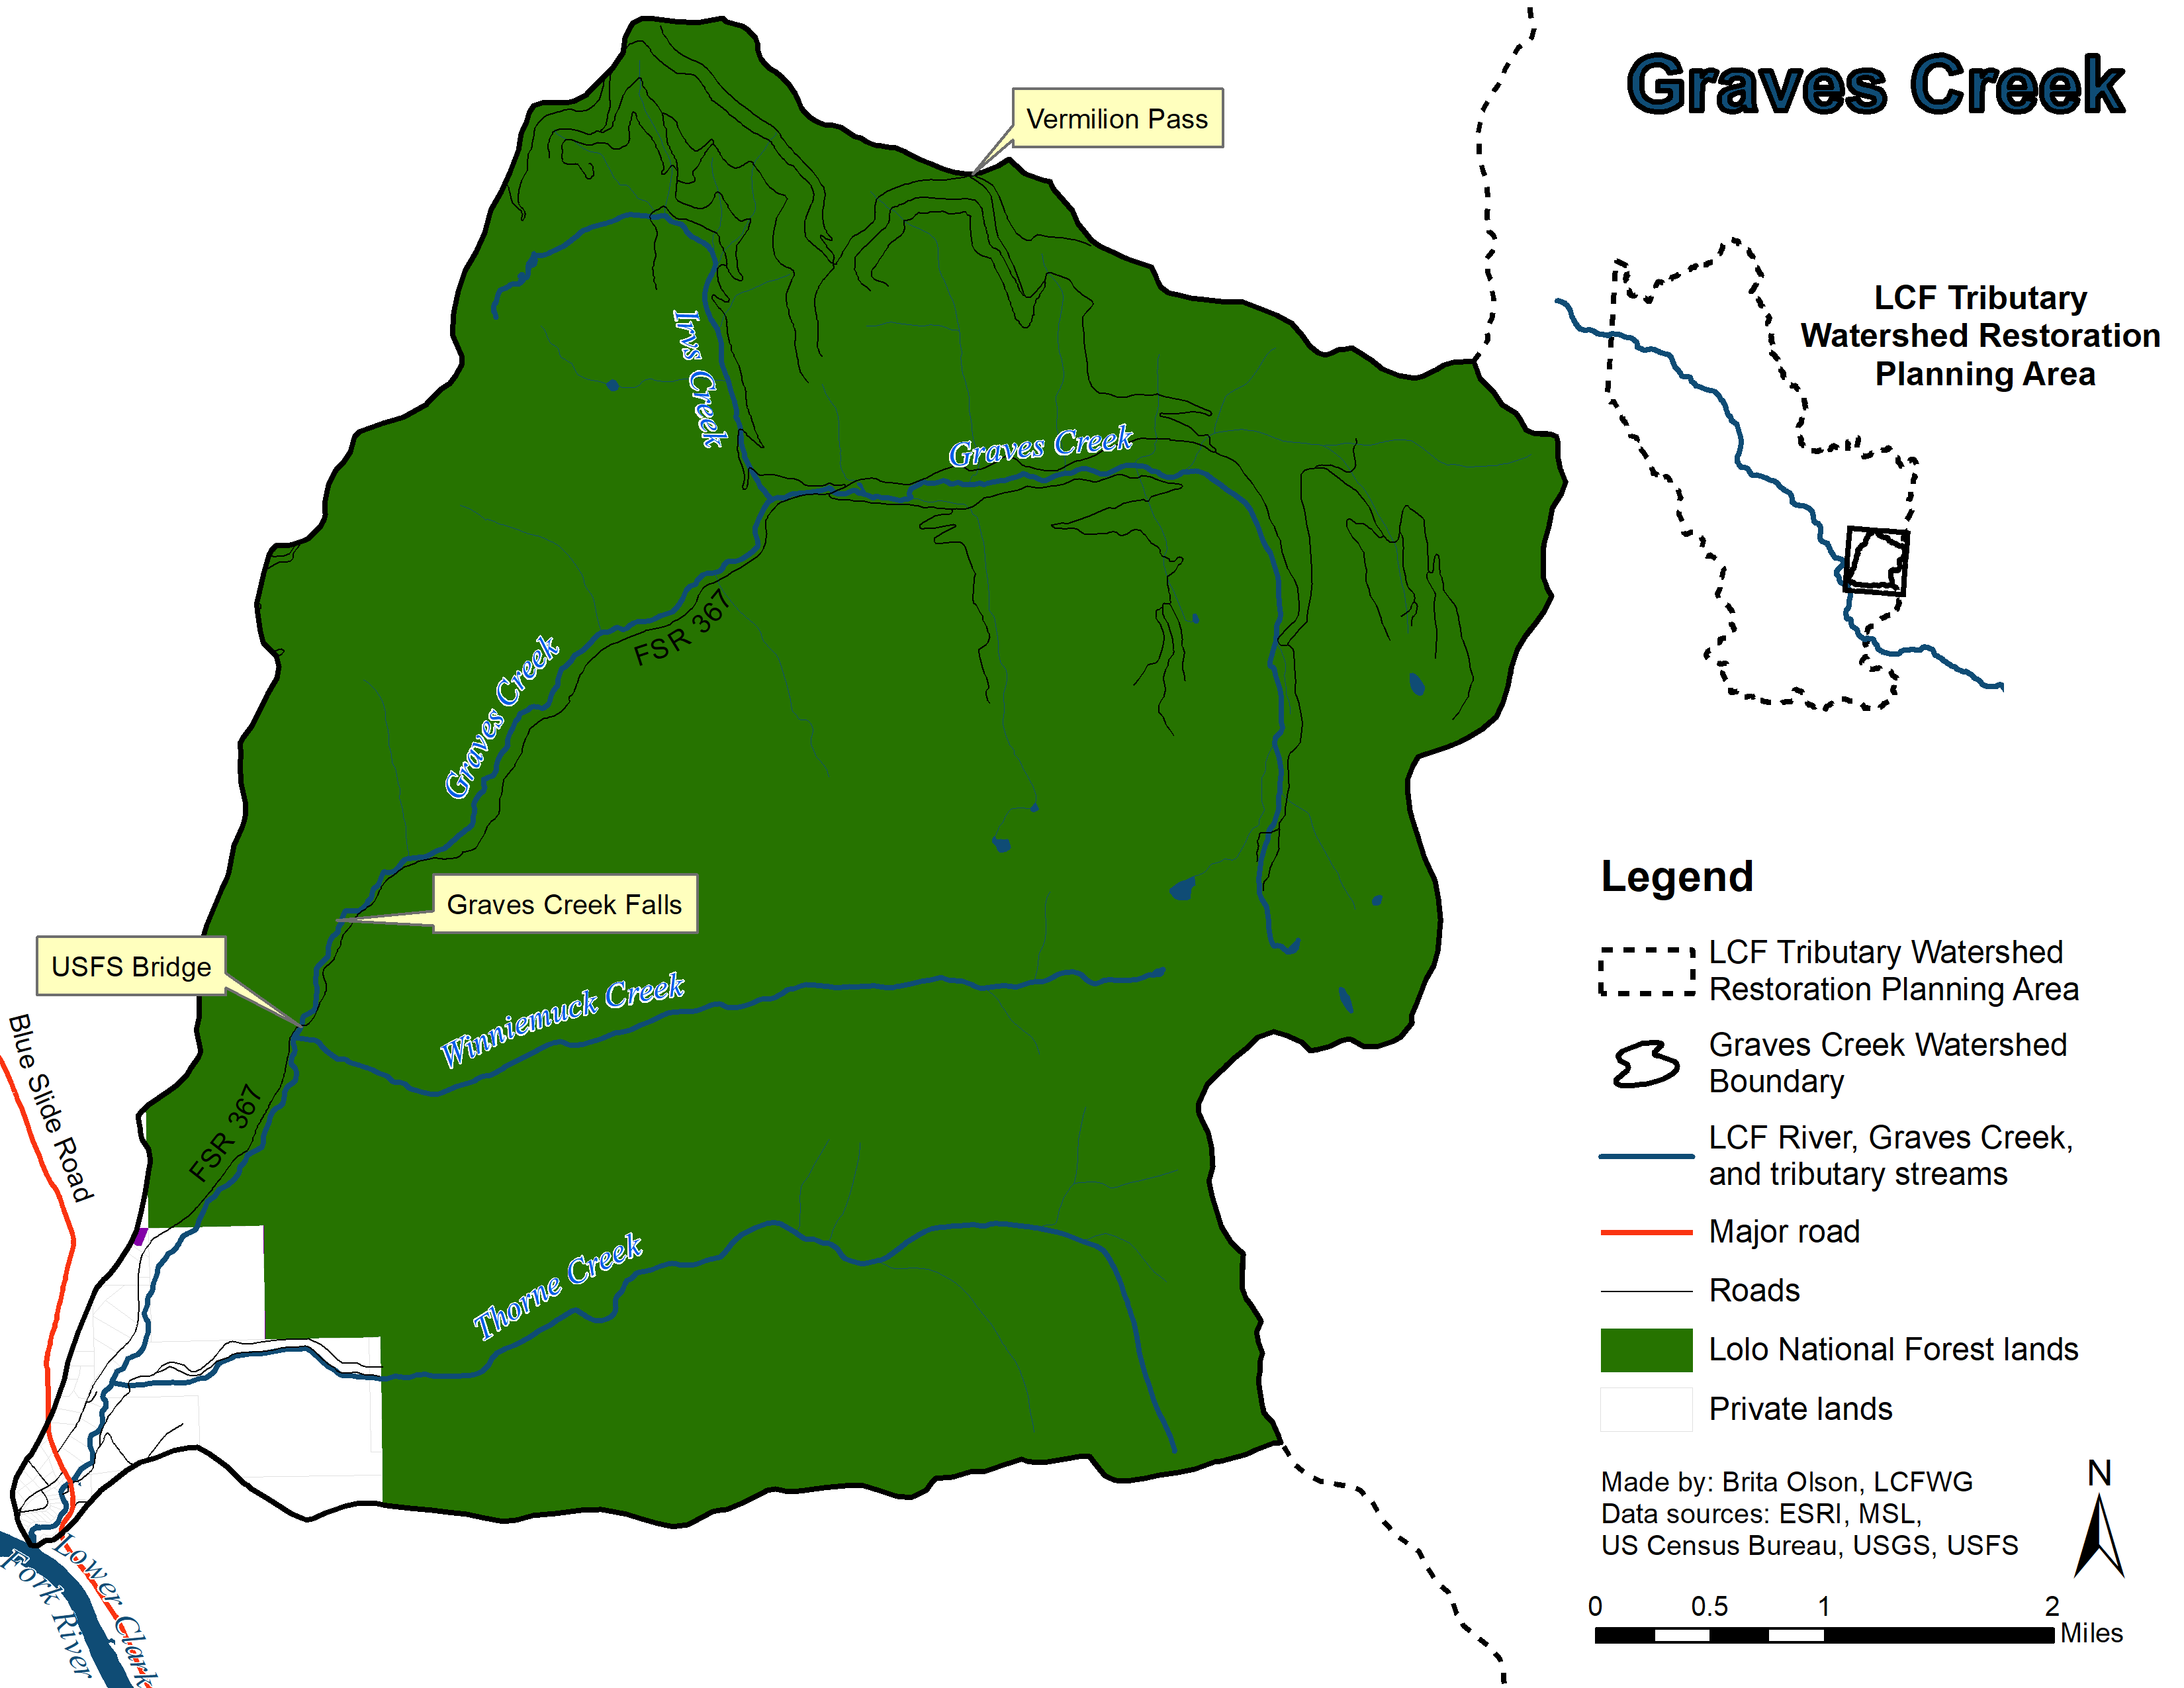 Graves Creek
Vermilion Pass
LCF Tributary
Watershed Restoration
Planning Area
Irvs Creek
Graves Creek
FSR 367
Graves Creek
Graves Creek Falls
USFS Bridge
Winniemuck Creek
Blue Slide Road
FSR 367
Thorne Creek
Lower Clark
Fork River
Legend
LCF Tributary Watershed
Restoration Planning Area
Graves Creek Watershed
Boundary
LCF River, Graves Creek,
and tributary streams
Major road
Roads
Lolo National Forest lands
Private lands
Made by: Brita Olson, LCFWG
Data sources: ESRI, MSL,
US Census Bureau, USGS, USFS
N
0 0.5 1 2
Miles